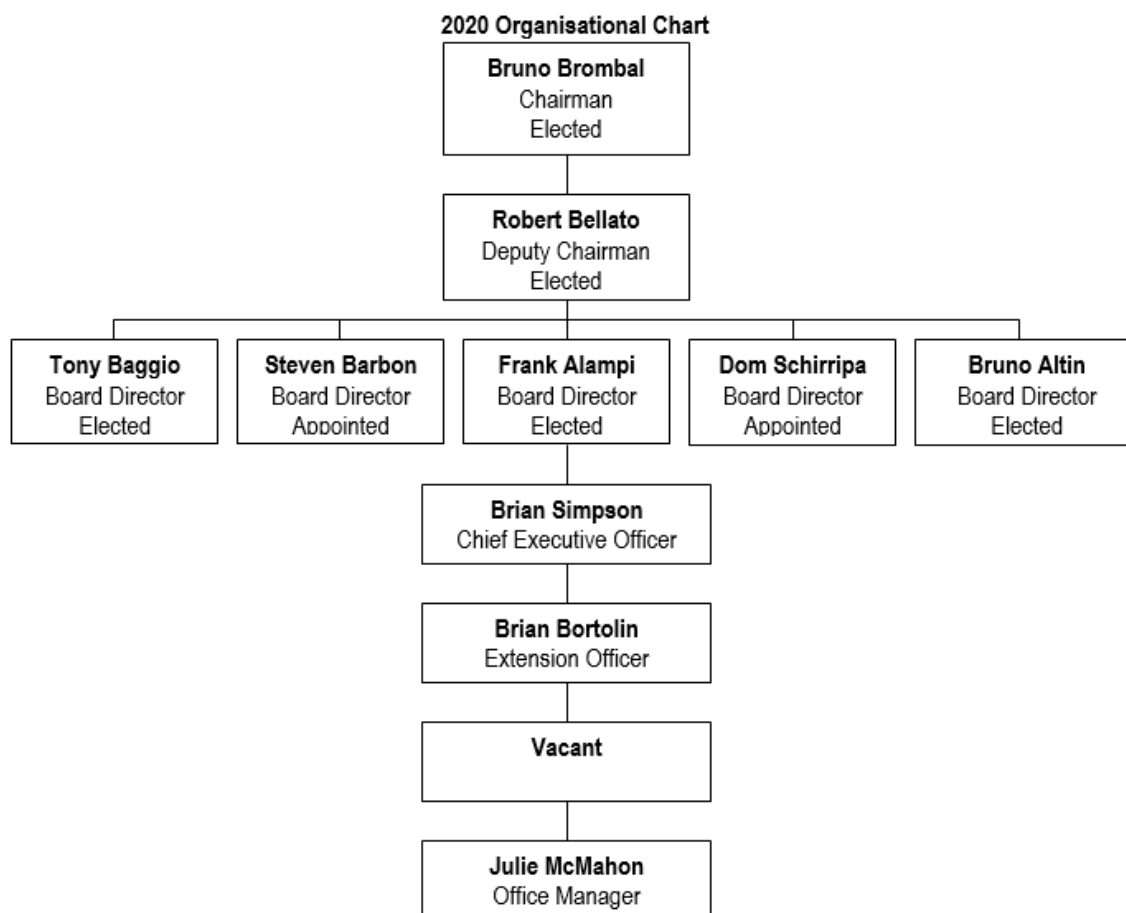 2020 Organisational Chart
Bruno Brombal
Chairman
Elected
Robert Bellato
Deputy Chairman
Elected
Tony Baggio
Board Director
Elected
Steven Barbon
Board Director
Appointed
Frank Alampi
Board Director
Elected
Dom Schirripa
Board Director
Appointed
Bruno Altin
Board Director
Elected
Brian Simpson
Chief Executive Officer
Brian Bortolin
Extension Officer
Vacant
Julie McMahon
Office Manager